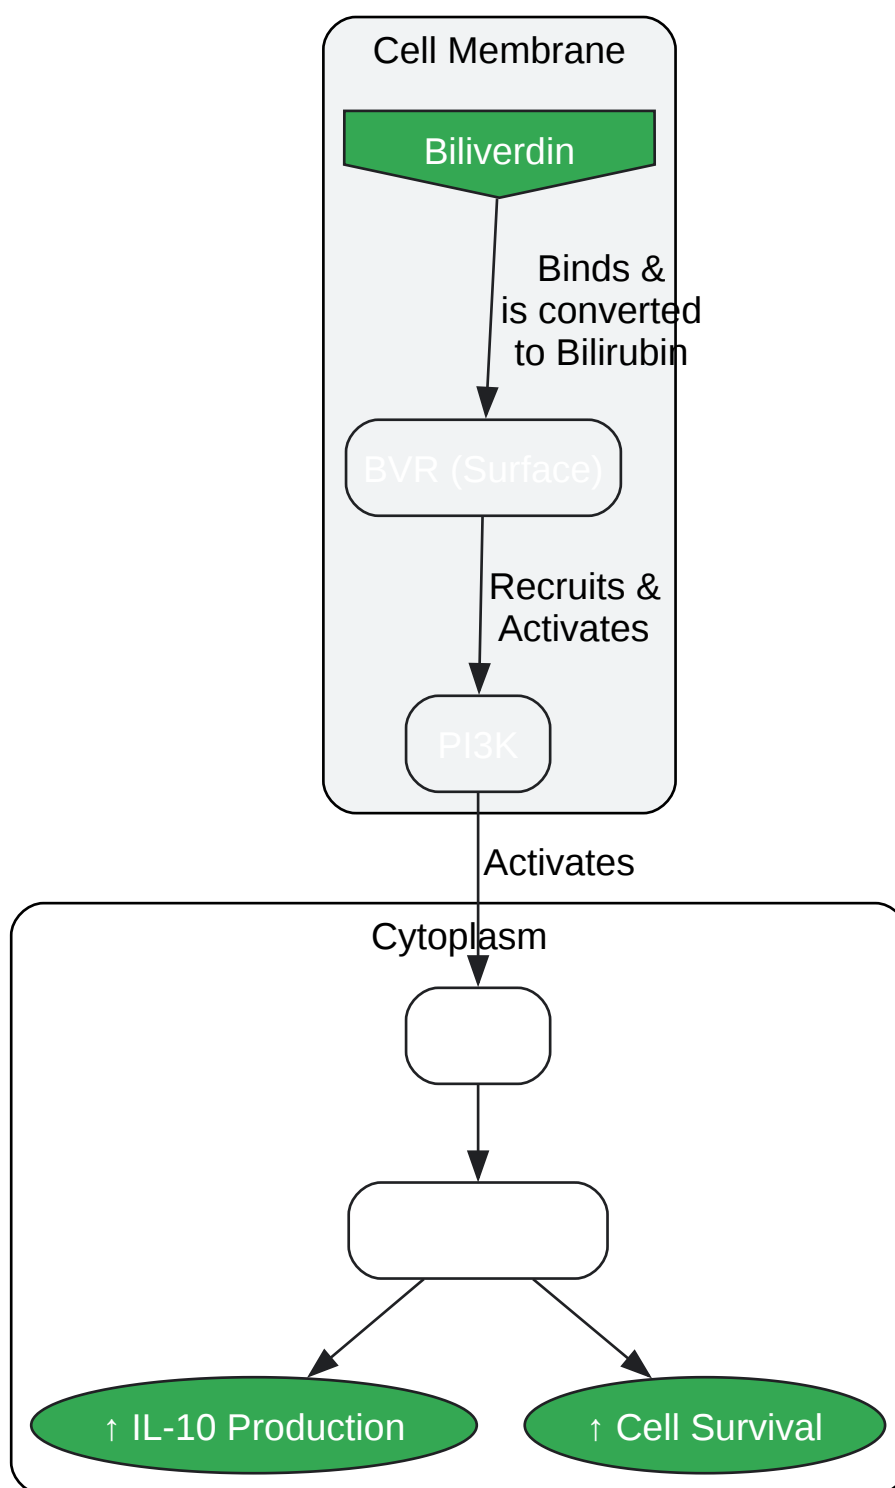 Cell Membrane
Biliverdin
Binds &
is converted
to Bilirubin
BVR (Surface)
Recruits &
Activates
PI3K
Activates
Cytoplasm
↑ IL-10 Production
↑ Cell Survival